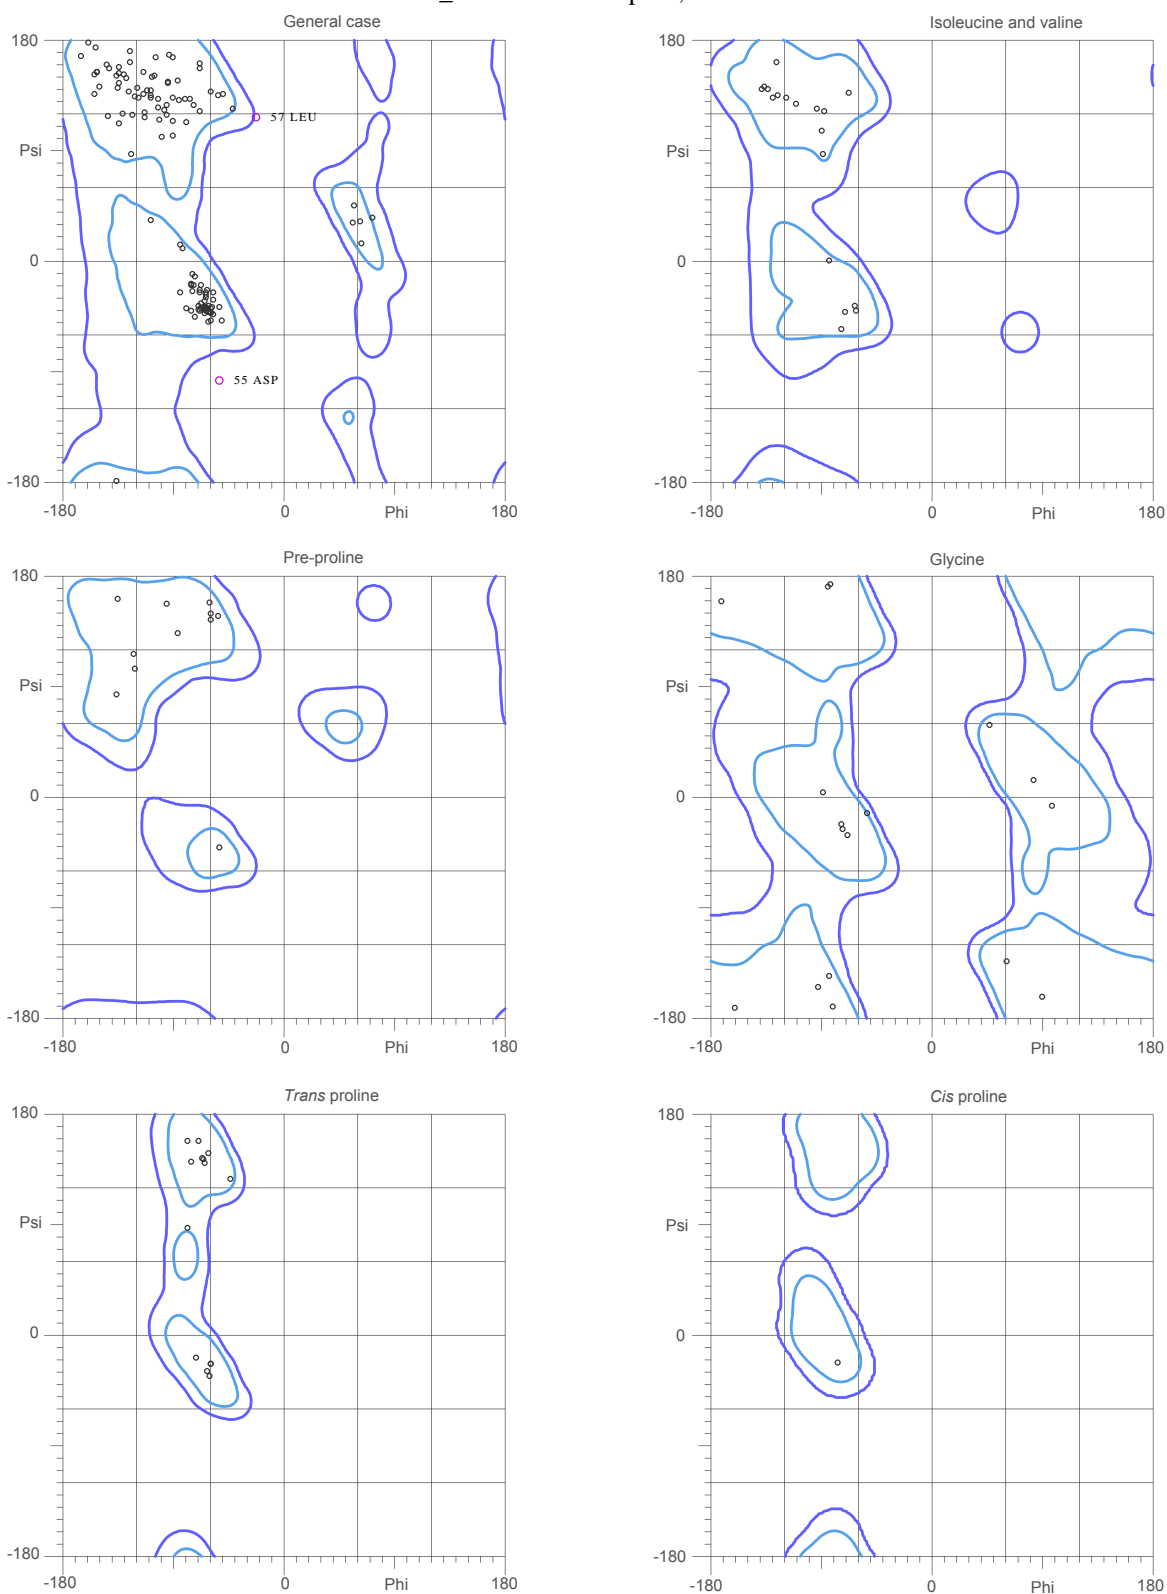 General case
Isoleucine and valine
180
180
57 LEU
Psi
Psi
0
0
55 ASP
-180
-180
-180
0
Phi
180
-180
0
Phi
180
Pre-proline
Glycine
180
180
Psi
Psi
0
0
-180
-180
-180
0
Phi
180
-180
0
Phi
180
Trans proline
Cis proline
180
180
Psi
Psi
0
0
-180
-180
-180
0
Phi
180
-180
0
Phi
180